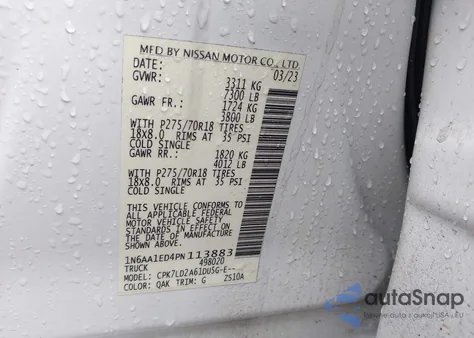 MFD BY NISSAN MOTOR CO., LTD.
DATE: 03/23
GVWR: 3311 KG
7300 LB
GAWR FR.: 1724 KG
3800 LB
WITH P275/70R18 TIRES
18x8.0 RIMS AT 35 PSI
COLD SINGLE
GAWR RR.: 1820 KG
4012 LB
WITH P275/70R18 TIRES
18x8.0 RIMS AT 35 PSI
COLD SINGLE
THIS VEHICLE CONFORMS TO
ALL APPLICABLE FEDERAL
MOTOR VEHICLE SAFETY
STANDARDS IN EFFECT ON
THE DATE OF MANUFACTURE
SHOWN ABOVE.
1N6AA1ED4PN113883
TRUCK 498020
MODEL: CPK7LD2A61DUSG-E--
COLOR: QAK TRIM: G ZS10A
autoSnap